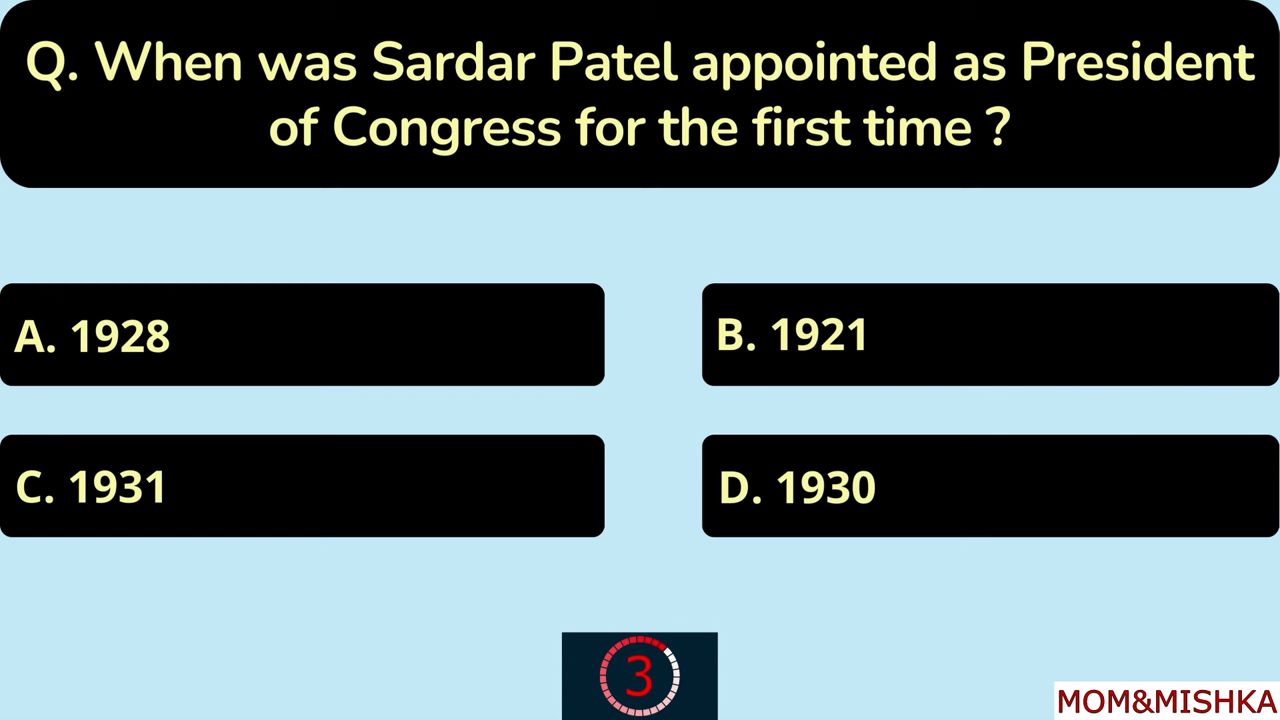 Q. When was Sardar Patel appointed as President
of Congress for the first time ?
A. 1928
B. 1921
C. 1931
D. 1930
3
MOM&MISHKA